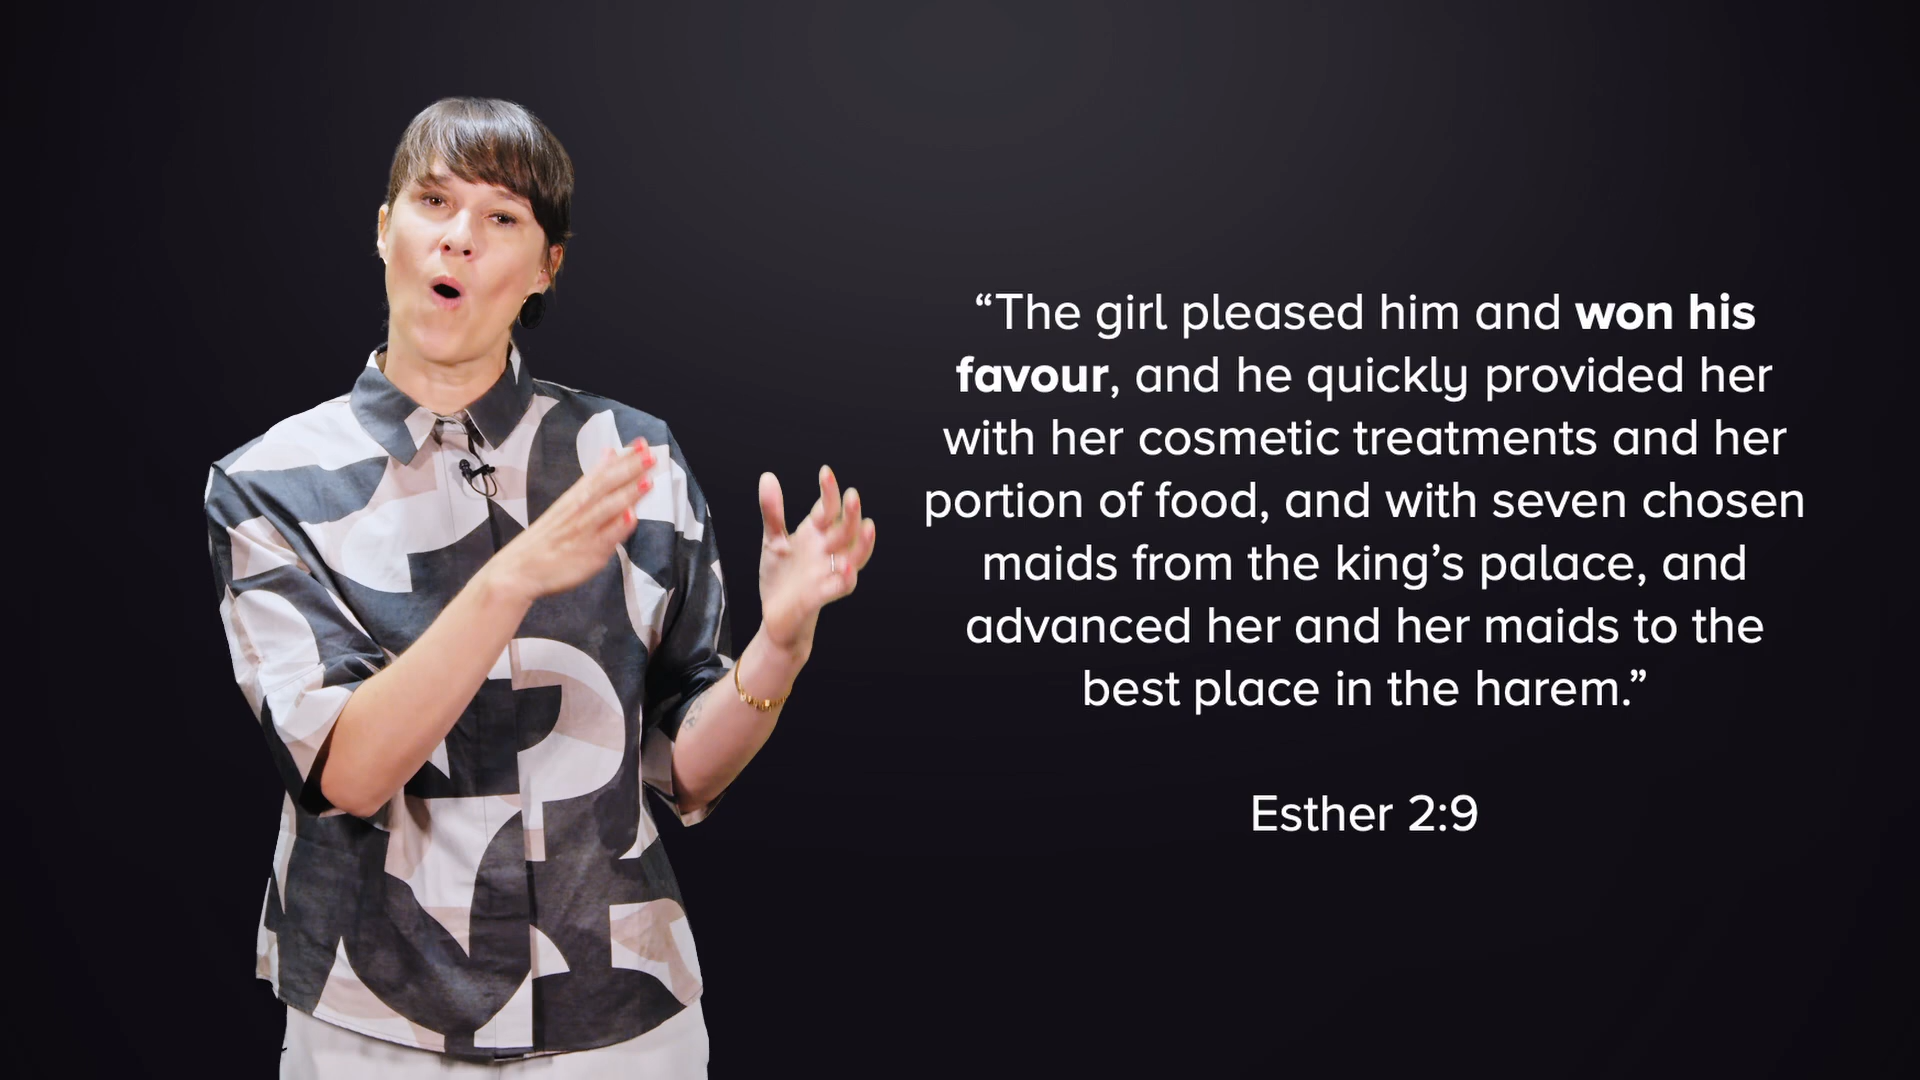 “The girl pleased him and won his
favour, and he quickly provided her
with her cosmetic treatments and her
portion of food, and with seven chosen
maids from the king’s palace, and
advanced her and her maids to the
best place in the harem.”
Esther 2:9